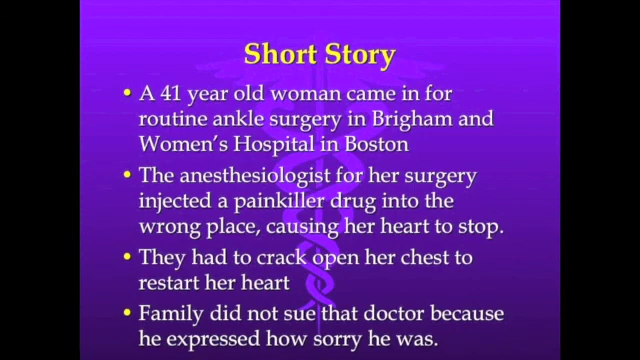 Short Story
• A 41 year old woman came in for
routine ankle surgery in Brigham and
Women's Hospital in Boston
• The anesthesiologist for her surgery
injected a painkiller drug into the
wrong place, causing her heart to stop.
• They had to crack open her chest to
restart her heart
• Family did not sue that doctor because
he expressed how sorry he was.